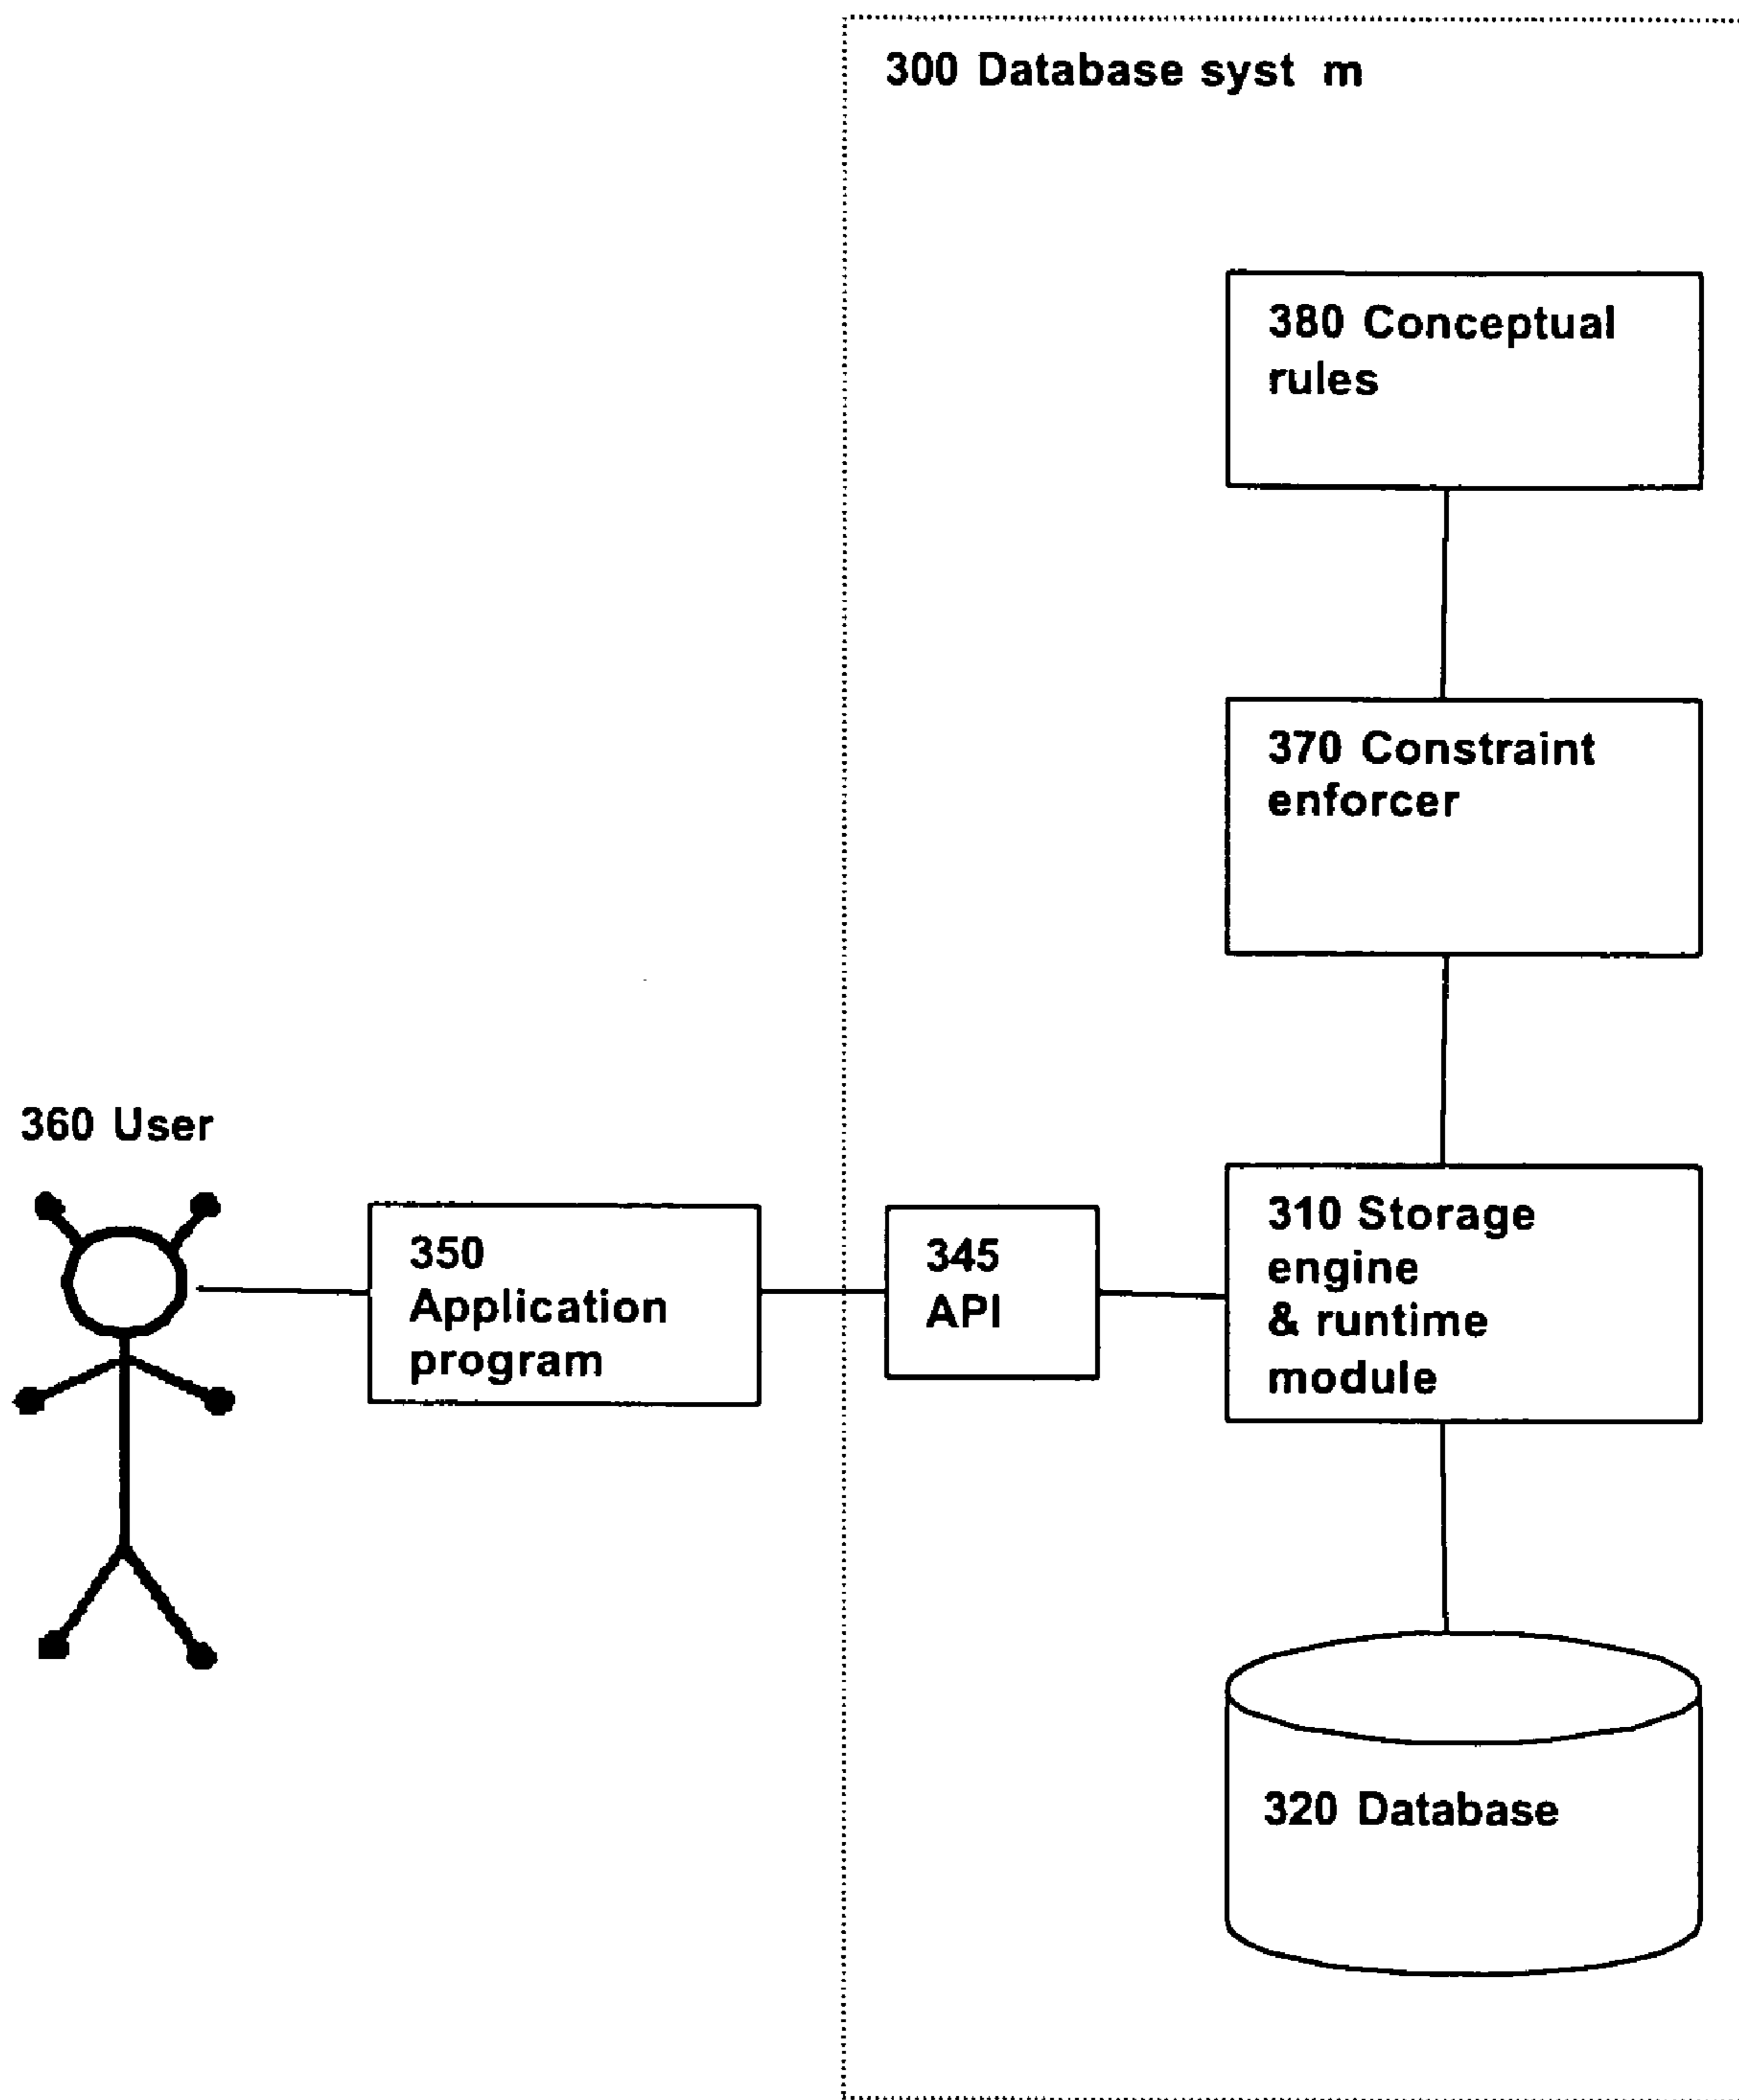 300 Database syst m
380 Conceptual
rules
370 Constraint
enforcer
360 User
350
Application
program
345
API
310 Storage
engine
& runtime
module
320 Database